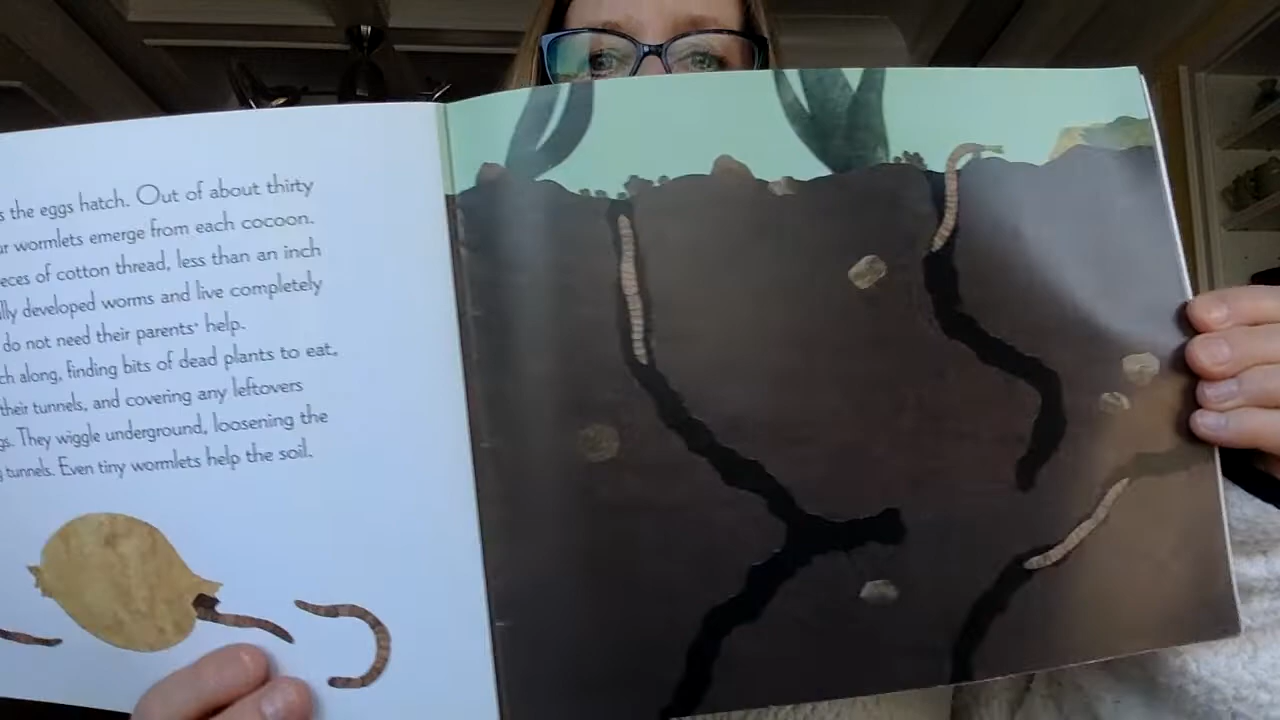 s the eggs hatch. Out of about thirty
ur wormlets emerge from each cocoon.
eces of cotton thread, less than an inch
lly developed worms and live completely
do not need their parents' help.
ch along, finding bits of dead plants to eat,
their tunnels, and covering any leftovers
gs. They wiggle underground, loosening the
g tunnels. Even tiny wormlets help the soil.